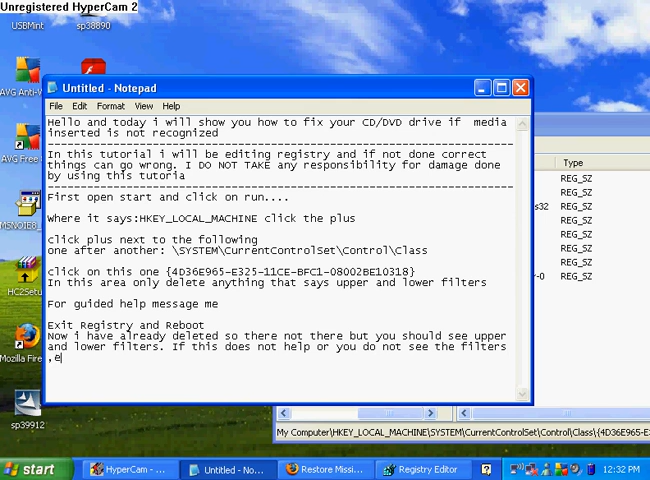 Unregistered HyperCam 2
USBMint
sp38890
AVG Anti-V
AVG Free
MSNOIE8_
HC2Setu
Mozilla Fire
sp39912
Untitled - Notepad
File Edit Format View Help
Hello and today i will show you how to fix your CD/DVD drive if  media
inserted is not recognized
----------------------------------------------------------------------
In this tutorial i will be editing registry and if not done correct
things can go wrong. I DO NOT TAKE any responsibility for damage done
by using this tutoria
----------------------------------------------------------------------
First open start and click on run....
Where it says:HKEY_LOCAL_MACHINE click the plus
click plus next to the following
one after another: \SYSTEM\CurrentControlSet\Control\Class
click on this one {4D36E965-E325-11CE-BFC1-08002BE10318}
In this area only delete anything that says upper and lower filters
For guided help message me
Exit Registry and Reboot
Now i have already deleted so there not there but you should see upper
and lower filters. If this does not help or you do not see the filters
,e
Type
REG_SZ
REG_SZ
s32 REG_SZ
REG_SZ
REG_SZ
REG_SZ
REG_SZ
y-0 REG_SZ
My Computer\HKEY_LOCAL_MACHINE\SYSTEM\CurrentControlSet\Control\Class\{4D36E965-E3
start
HyperCam - ...
Untitled - No...
Restore Missi...
Registry Editor
12:32 PM